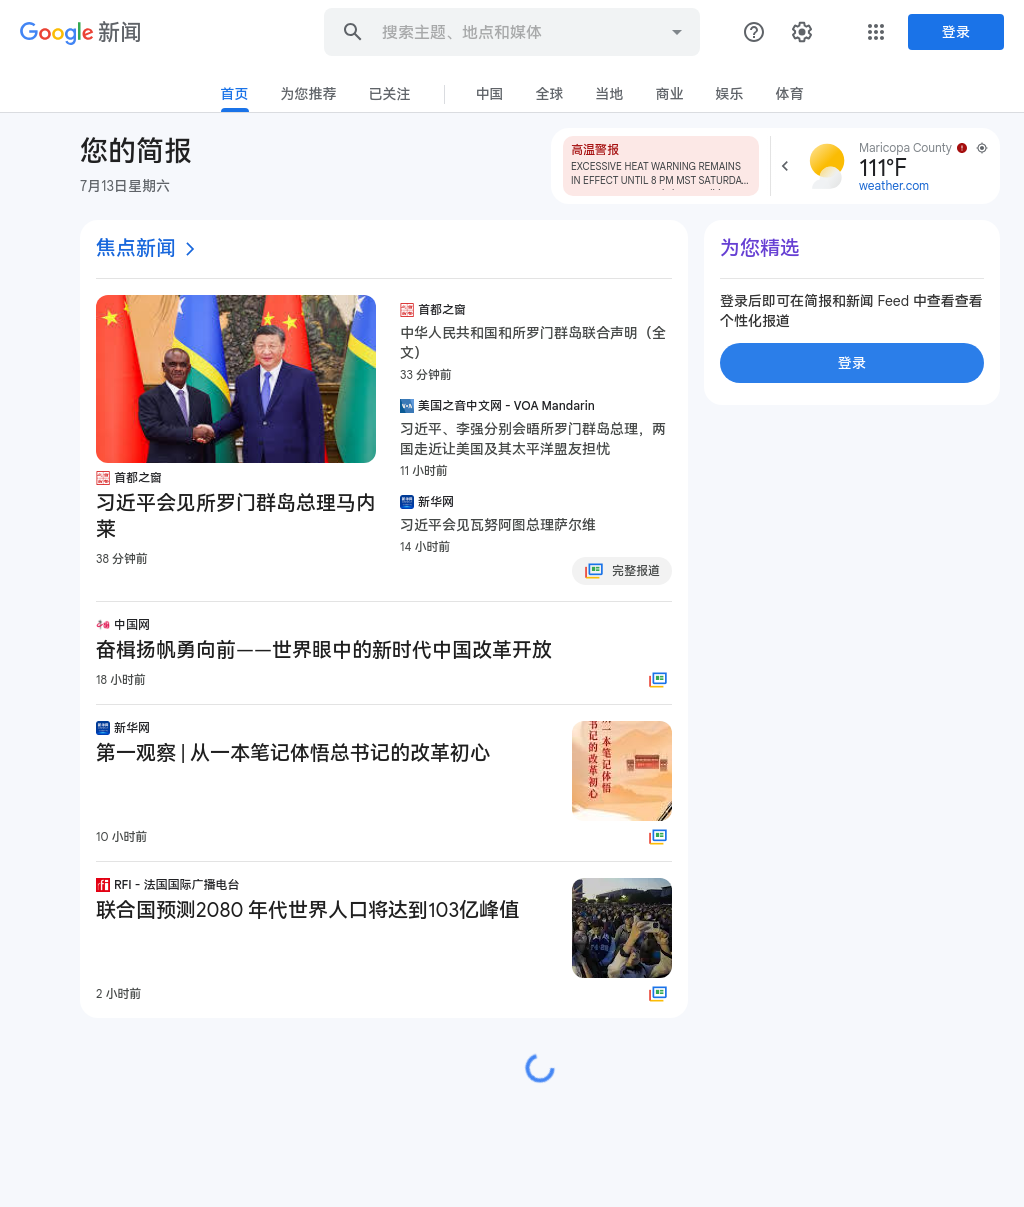 Google 新闻
搜索主题、地点和媒体
登录
首页
为您推荐
已关注
中国
全球
当地
商业
娱乐
体育
您的简报
7月13日星期六
高温警报
EXCESSIVE HEAT WARNING REMAINS
IN EFFECT UNTIL 8 PM MST SATURDA…
Maricopa County
111°F
weather.com
焦点新闻
首都之窗
习近平会见所罗门群岛总理马内
莱
38 分钟前
首都之窗
中华人民共和国和所罗门群岛联合声明（全
文）
33 分钟前
VOA
美国之音中文网 - VOA Mandarin
习近平、李强分别会晤所罗门群岛总理，两
国走近让美国及其太平洋盟友担忧
11 小时前
新华网
习近平会见瓦努阿图总理萨尔维
14 小时前
完整报道
中国网
奋楫扬帆勇向前——世界眼中的新时代中国改革开放
18 小时前
新华网
第一观察 | 从一本笔记体悟总书记的改革初心
一本笔记体悟
书记的改革初心
10 小时前
rfi
RFI - 法国国际广播电台
联合国预测2080 年代世界人口将达到103亿峰值
2 小时前
为您精选
登录后即可在简报和新闻 Feed 中查看查看
个性化报道
登录